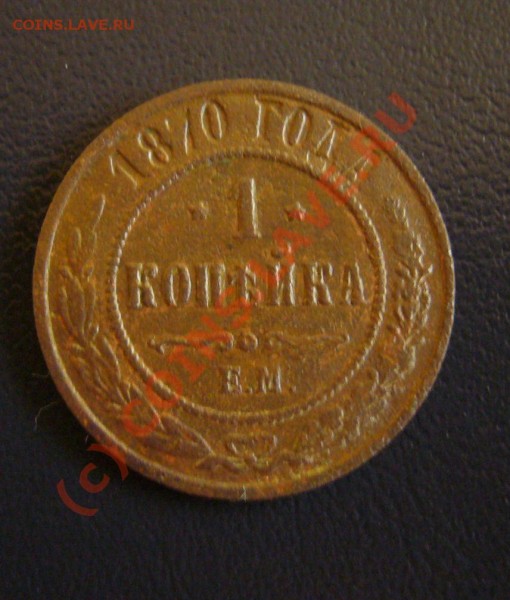 COINS.LAVE.RU
1870 ГОДА
1
КОПѢЙКА
Е.М.
(c) COINS.LAVE.RU